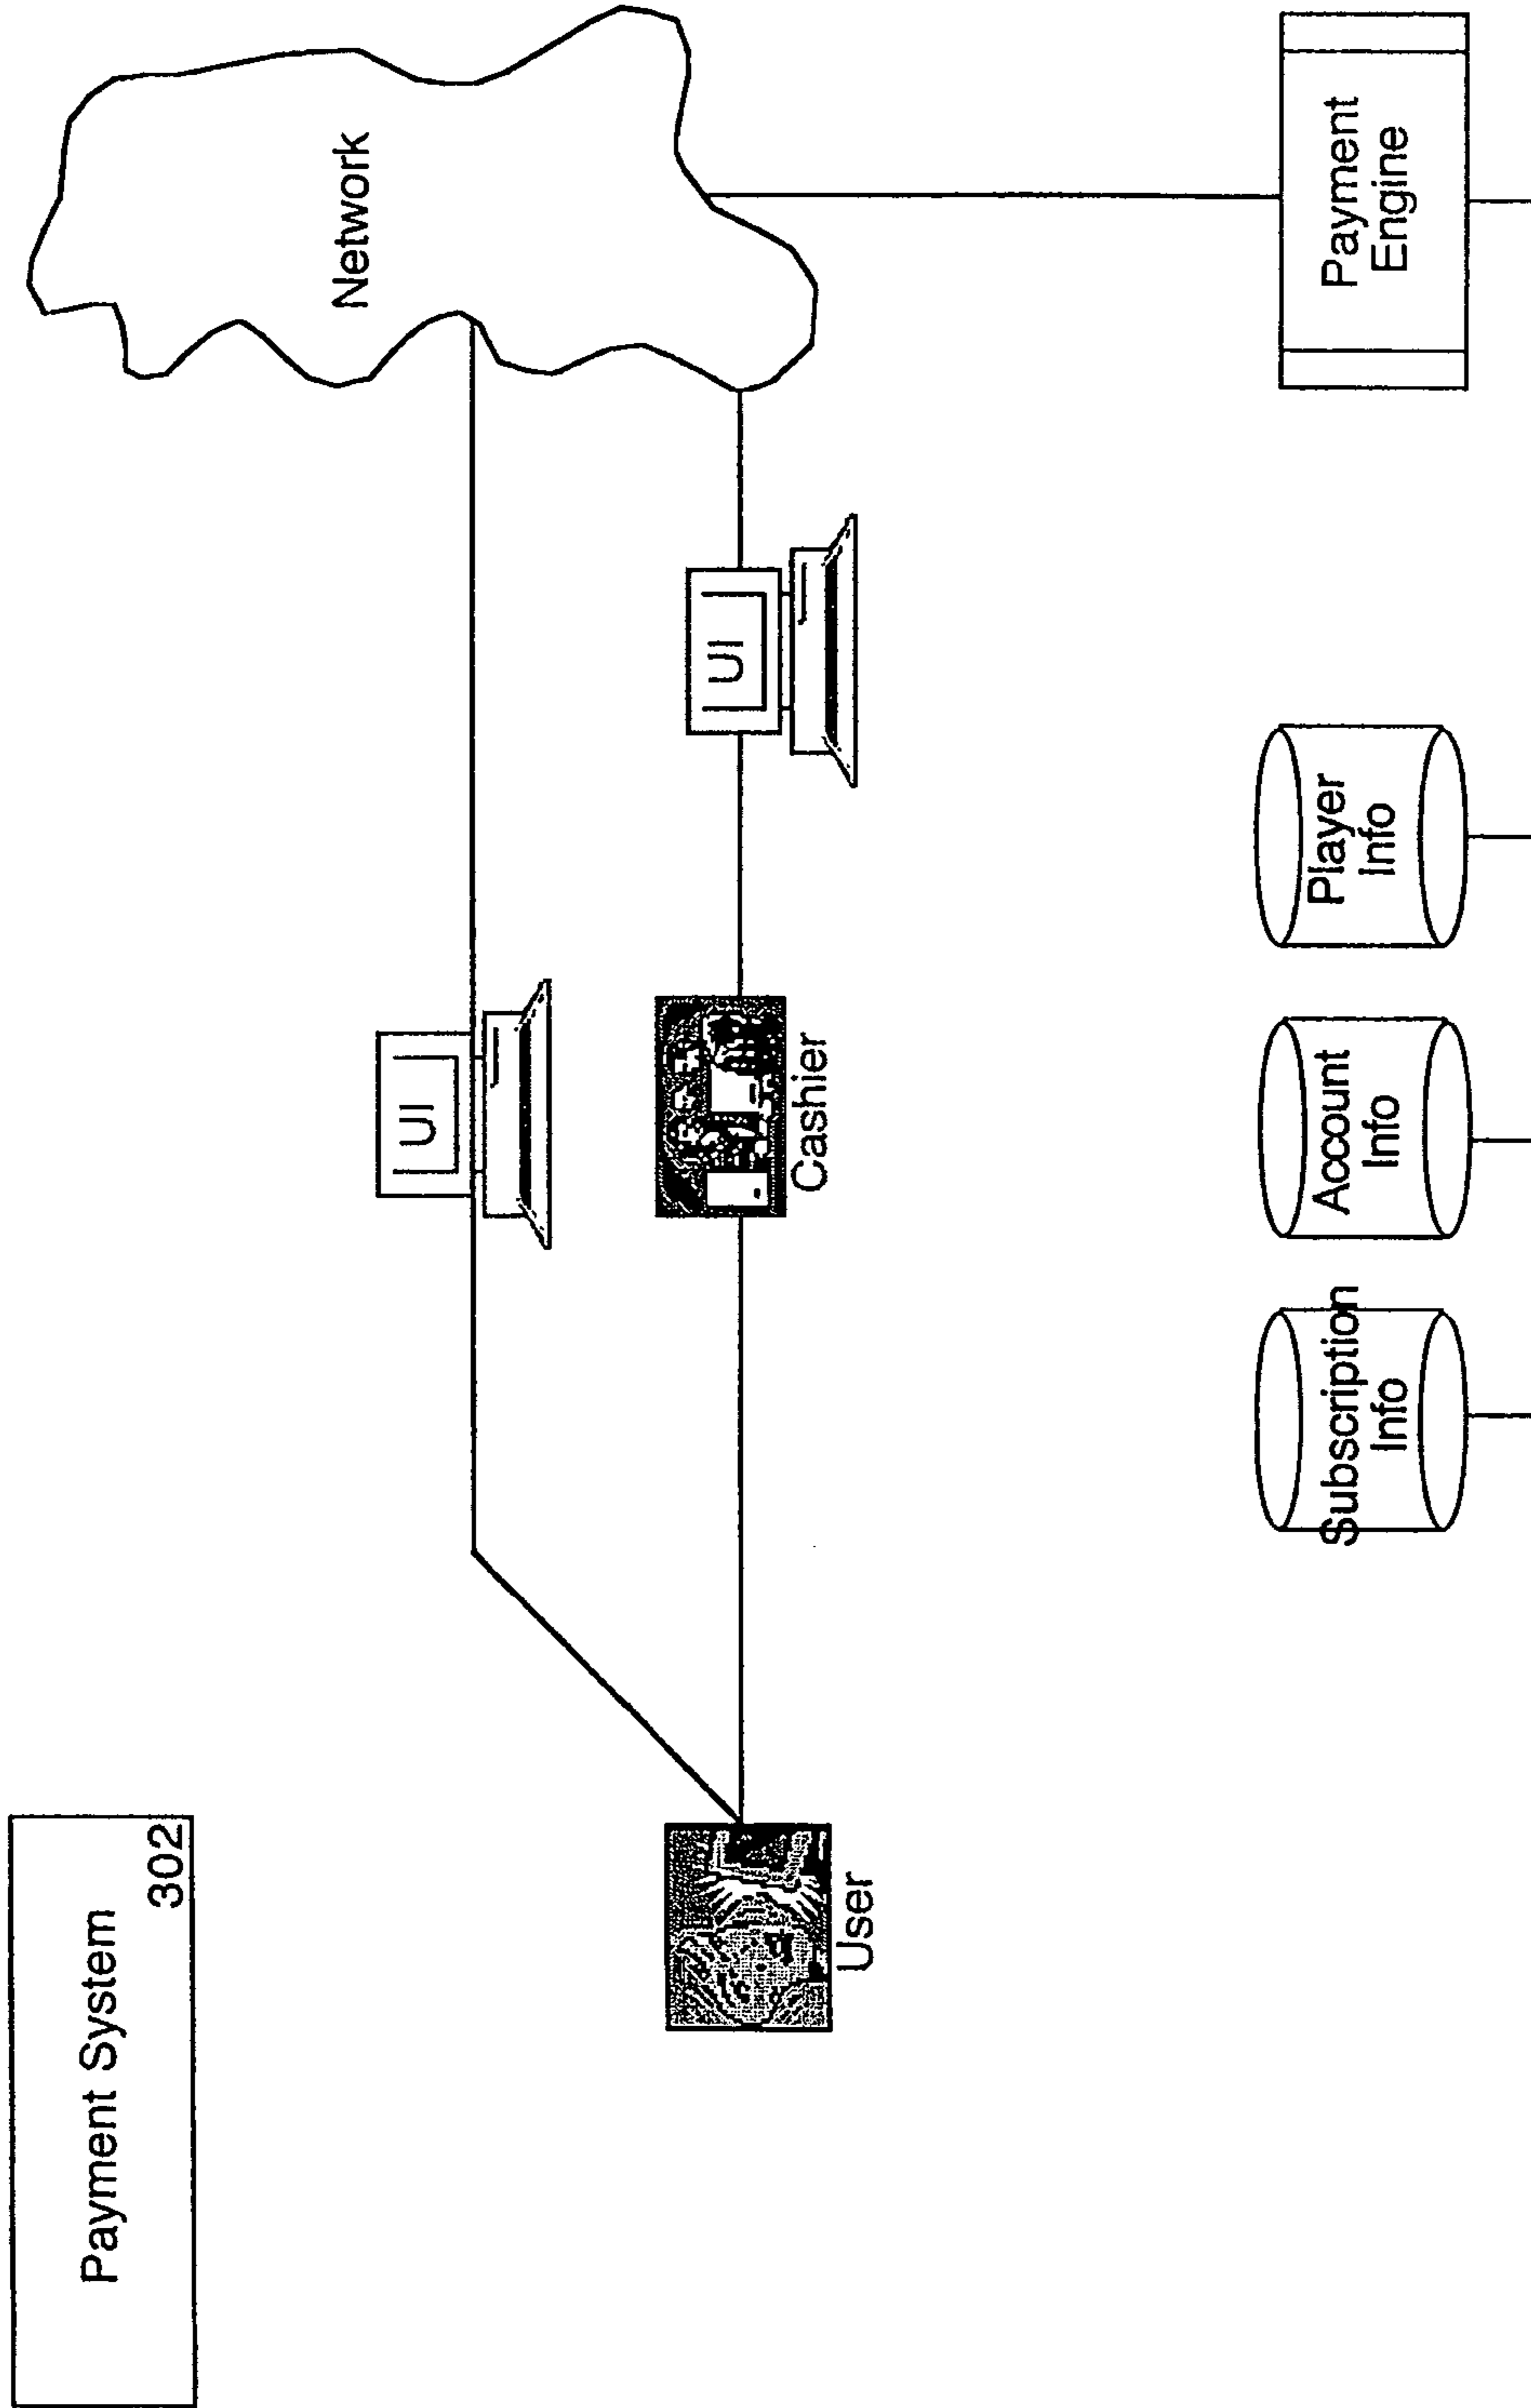 Payment System
302
Network
UI
UI
User
Cashier
Subscription
Info
Account
Info
Player
Info
Payment
Engine